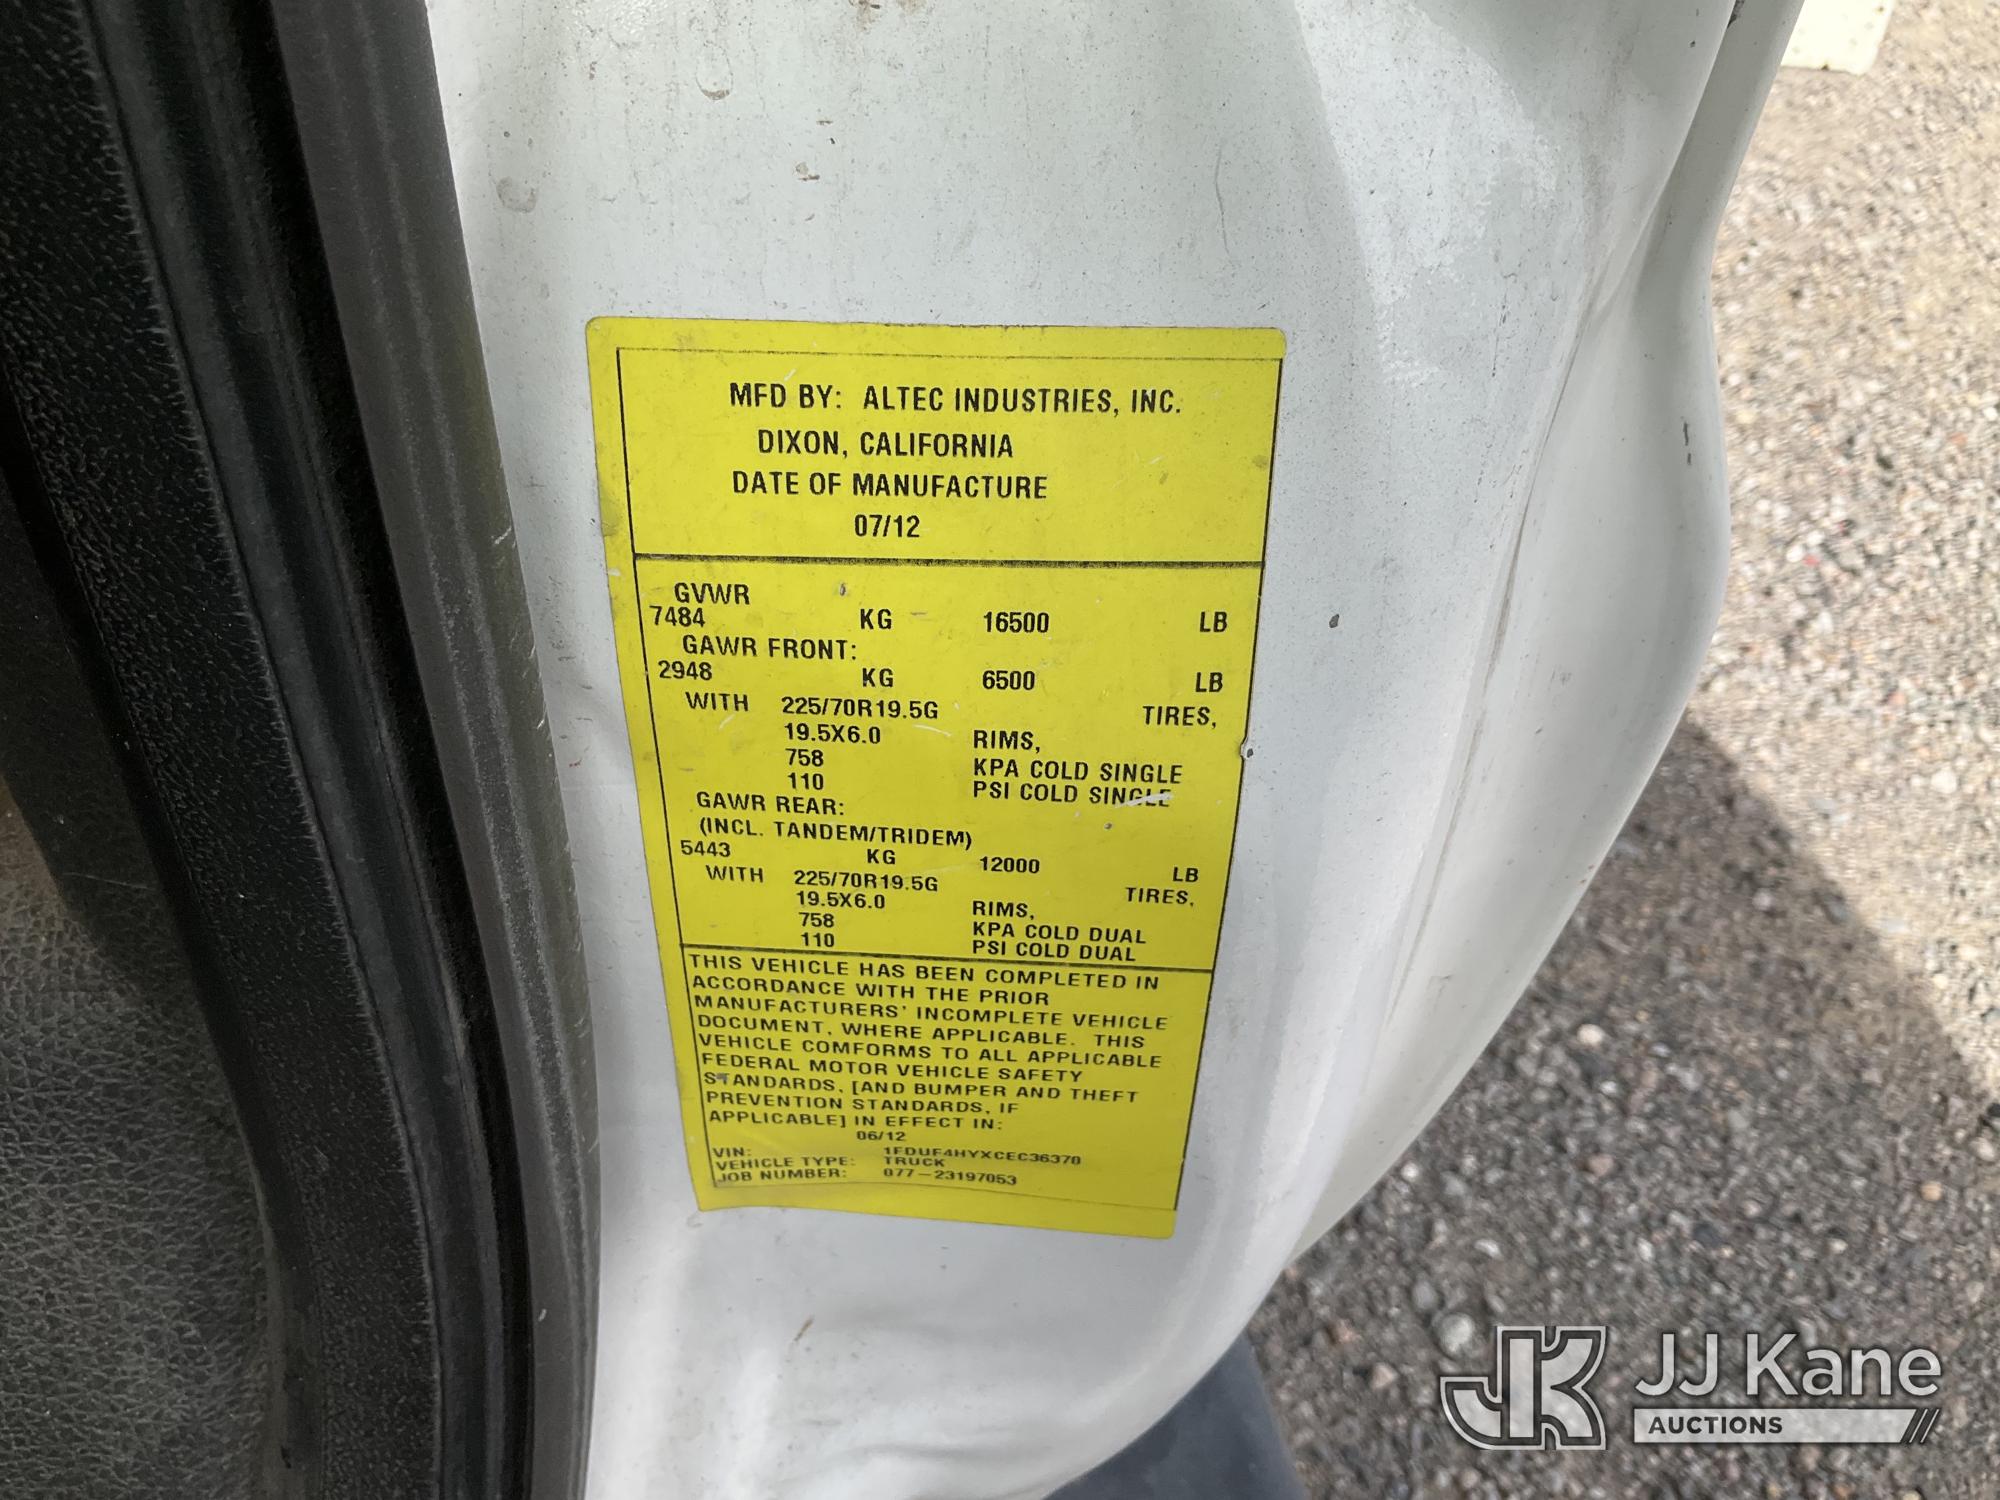 MFD BY: ALTEC INDUSTRIES, INC.
DIXON, CALIFORNIA
DATE OF MANUFACTURE
07/12
GVWR
7484 KG 16500 LB
GAWR FRONT:
2948 KG 6500 LB
WITH 225/70R19.5G TIRES,
19.5X6.0 RIMS,
758 KPA COLD SINGLE
110 PSI COLD SINGLE
GAWR REAR:
(INCL. TANDEM/TRIDEM)
5443 KG 12000 LB
WITH 225/70R19.5G TIRES,
19.5X6.0 RIMS,
758 KPA COLD DUAL
110 PSI COLD DUAL
THIS VEHICLE HAS BEEN COMPLETED IN
ACCORDANCE WITH THE PRIOR
MANUFACTURERS' INCOMPLETE VEHICLE
DOCUMENT, WHERE APPLICABLE. THIS
VEHICLE COMFORMS TO ALL APPLICABLE
FEDERAL MOTOR VEHICLE SAFETY
STANDARDS, [AND BUMPER AND THEFT
PREVENTION STANDARDS, IF
APPLICABLE] IN EFFECT IN:
06/12
VIN: 1FDUF4HYXCEC36370
VEHICLE TYPE: TRUCK
JOB NUMBER: 077-23197053
JK JJ Kane
AUCTIONS